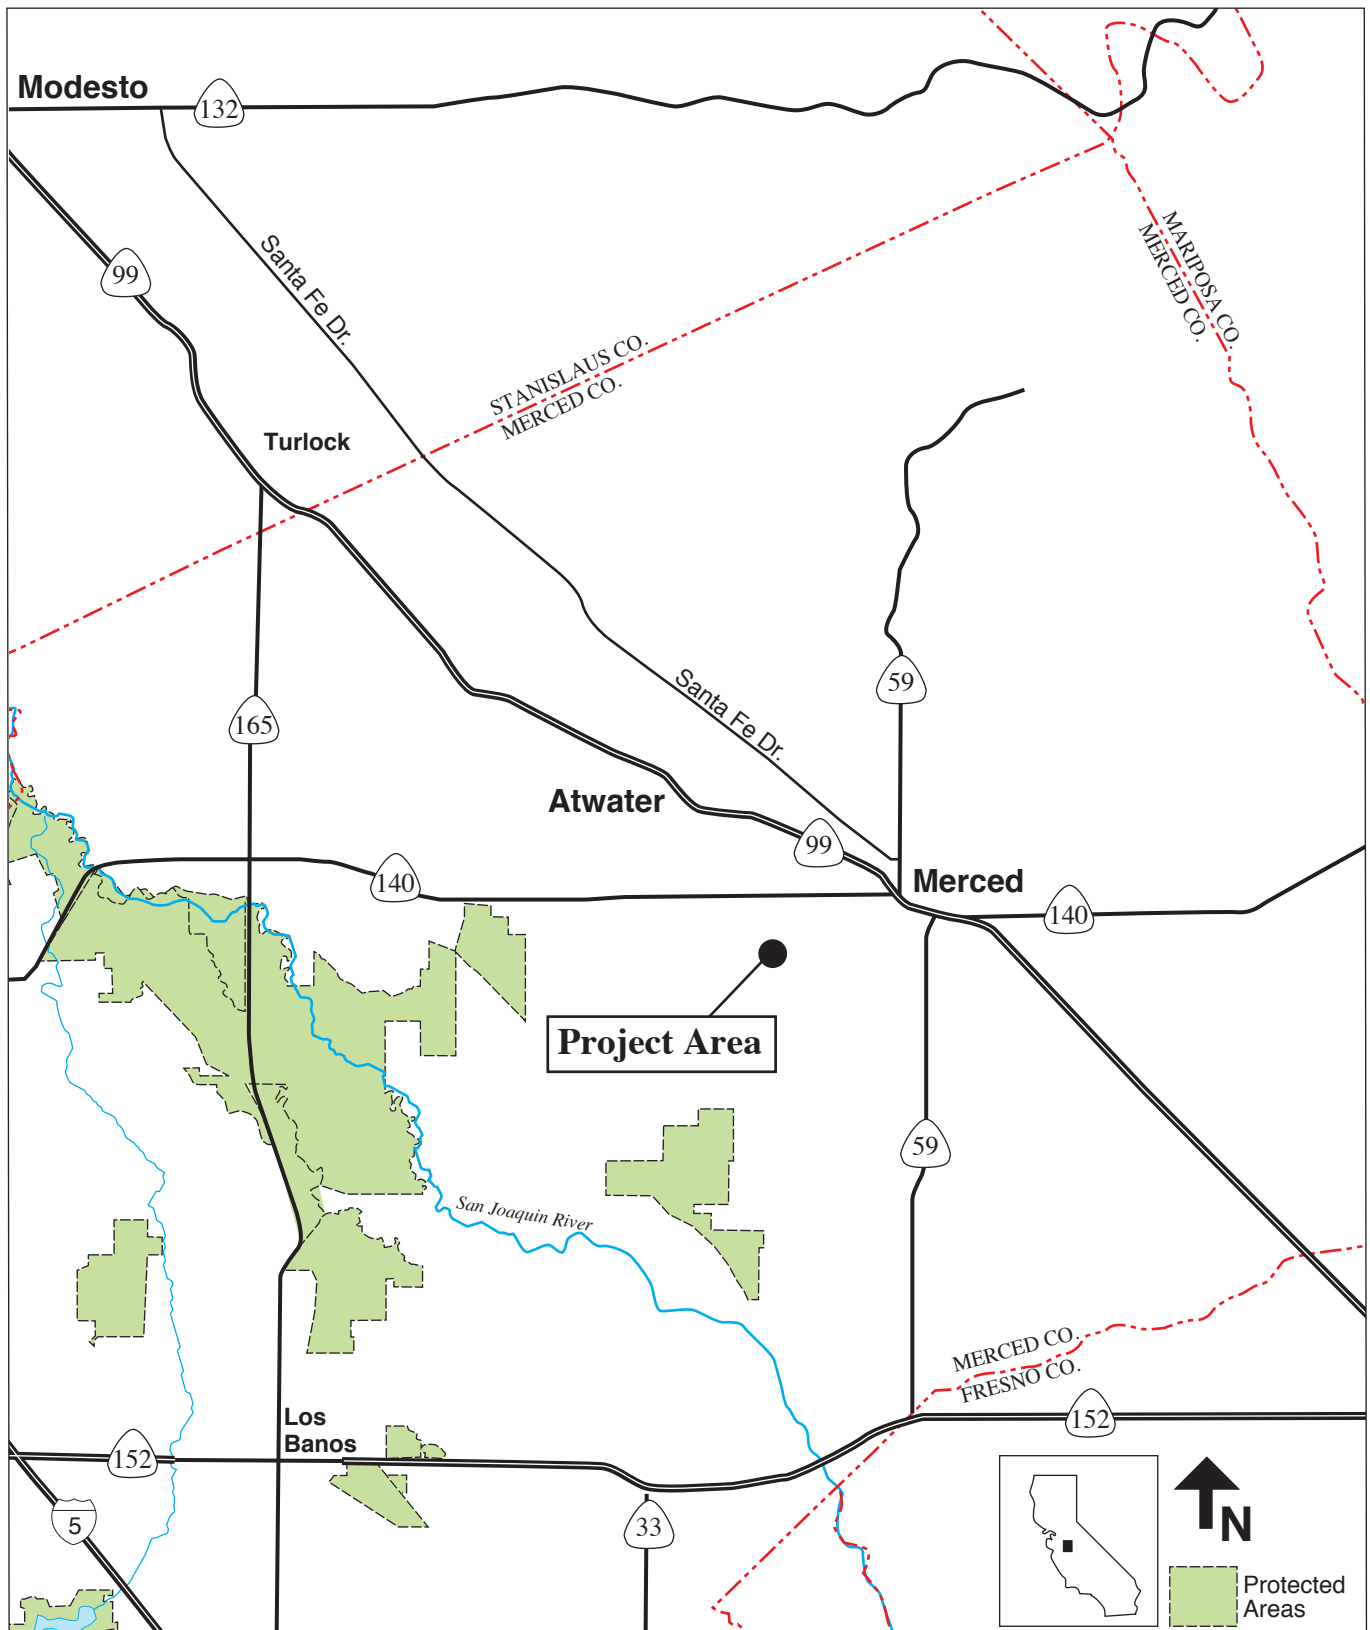 Modesto
132
99
Santa Fe Dr.
MARIPOSA CO.
MERCED CO.
STANISLAUS CO.
MERCED CO.
Turlock
59
Santa Fe Dr.
165
Atwater
99
Merced
140
140
Project Area
59
San Joaquin River
MERCED CO.
FRESNO CO.
Los
Banos
152
152
5
33
N
Protected
Areas